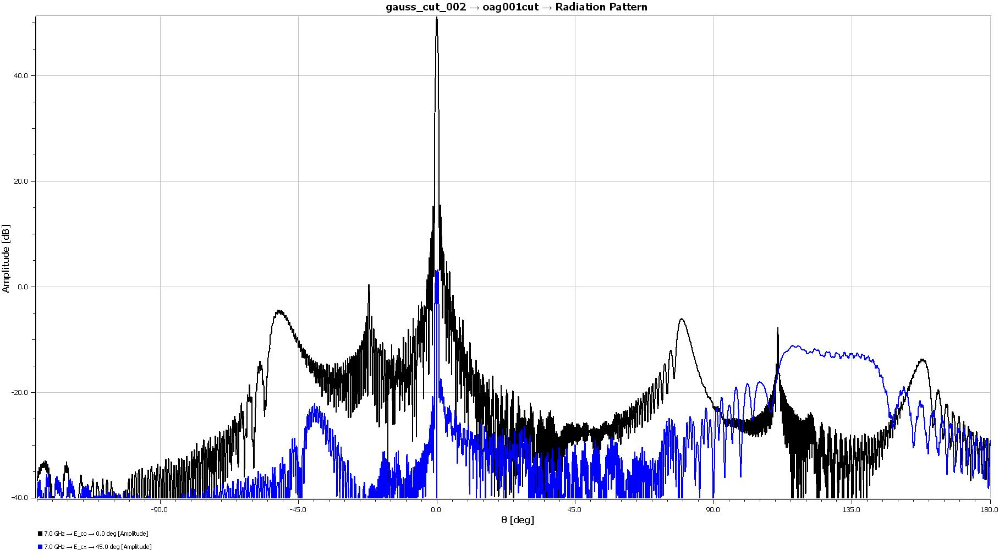 gauss_cut_002 → oag001cut → Radiation Pattern
Amplitude [dB]
40.0
20.0
0.0
-20.0
-40.0
-90.0 -45.0 0.0 45.0 90.0 135.0 180.0
θ [deg]
7.0 GHz → E_co → 0.0 deg [Amplitude]
7.0 GHz → E_cx → 45.0 deg [Amplitude]